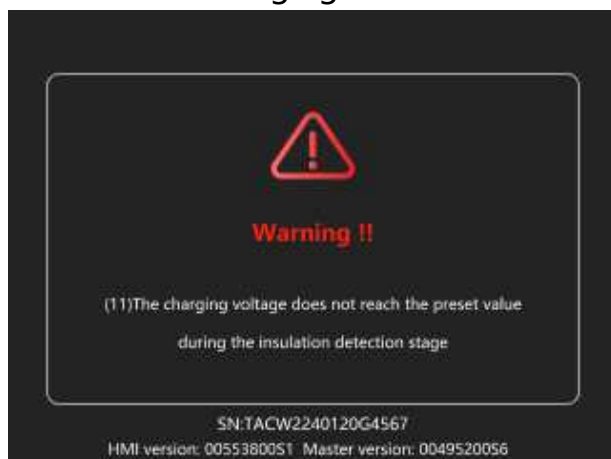 Warning !!
(11)The charging voltage does not reach the preset value
during the insulation detection stage
SN:TACW2240120G4567
HMI version: 00553800S1 Master version: 00495200S6